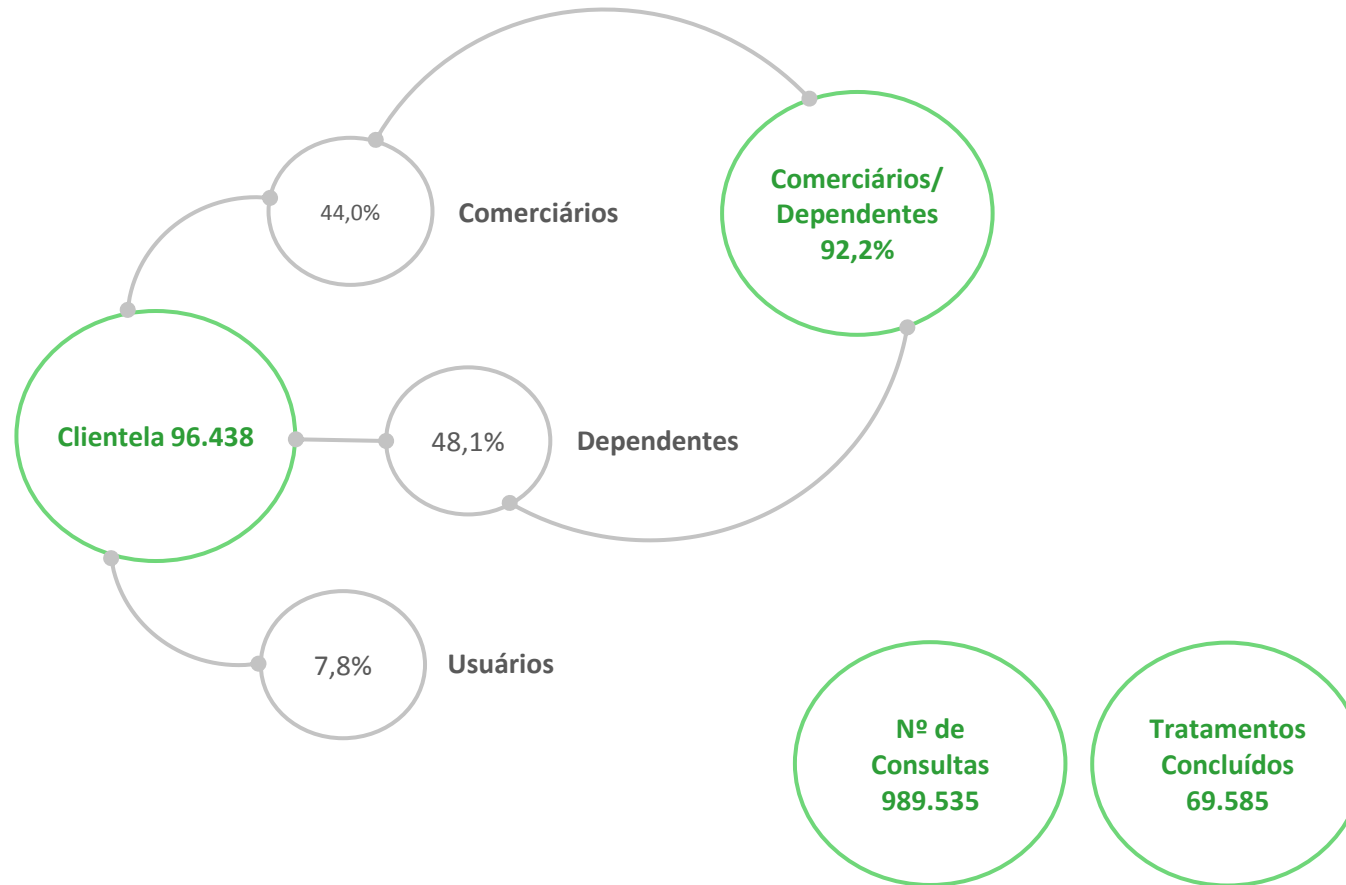 44,0%
Comerciários
Comerciários/
Dependentes
92,2%
Clientela 96.438
48,1%
Dependentes
7,8%
Usuários
Nº de
Consultas
989.535
Tratamentos
Concluídos
69.585